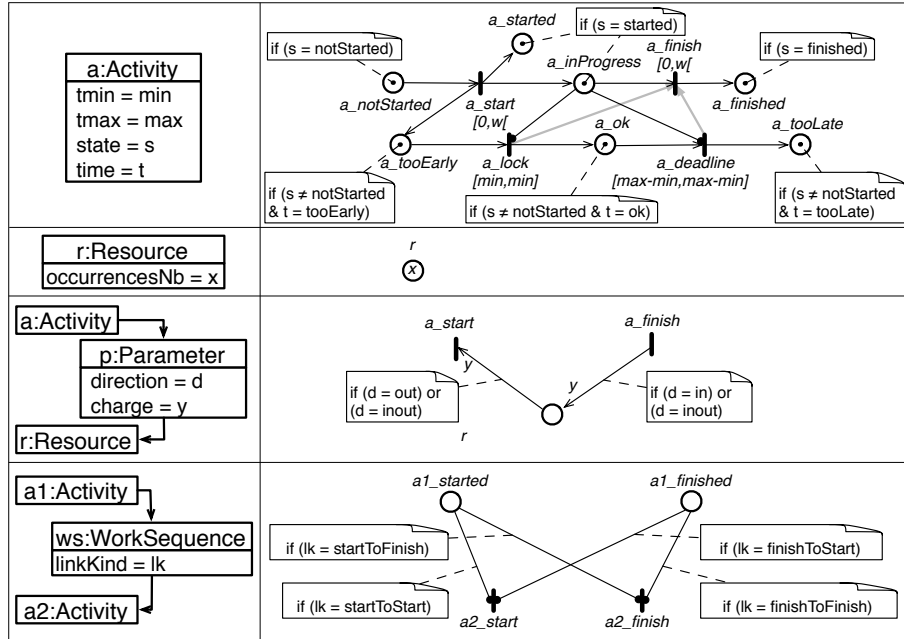 a:Activity
tmin = min
tmax = max
state = s
time = t
a_started
if (s = started)
if (s = notStarted)
a_inProgress
a_finish
[0,w[
if (s = finished)
a_notStarted
a_start
[0,w[
a_finished
a_ok
a_tooLate
a_tooEarly
a_lock
[min,min]
a_deadline
[max-min,max-min]
if (s ≠ notStarted
& t = tooEarly)
if (s ≠ notStarted & t = ok)
if (s ≠ notStarted
& t = tooLate)
r:Resource
occurrencesNb = x
r
x
a:Activity
p:Parameter
direction = d
charge = y
r:Resource
a_start
a_finish
y
y
if (d = out) or
(d = inout)
if (d = in) or
(d = inout)
r
a1:Activity
ws:WorkSequence
linkKind = lk
a2:Activity
a1_started
a1_finished
if (lk = startToFinish)
if (lk = finishToStart)
if (lk = startToStart)
if (lk = finishToFinish)
a2_start
a2_finish